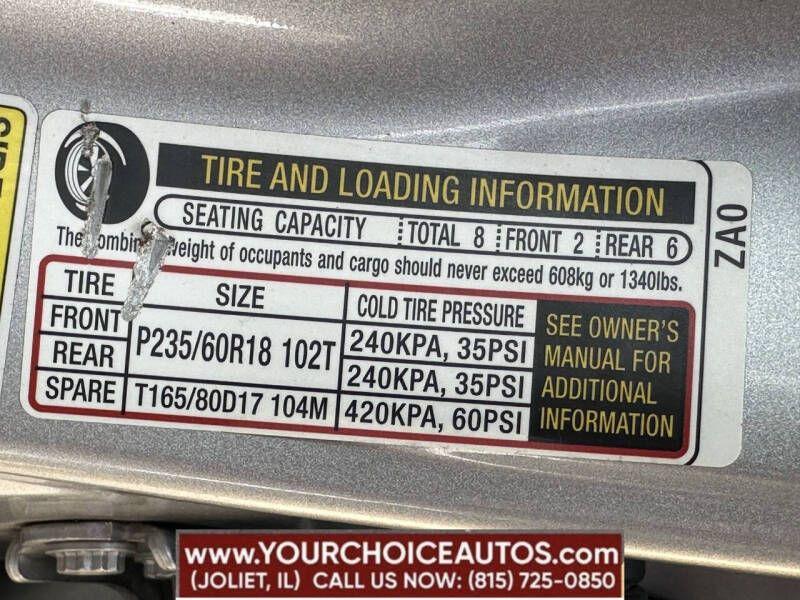 TIRE AND LOADING INFORMATION
SEATING CAPACITY TOTAL 8 FRONT 2 REAR 6
The combined weight of occupants and cargo should never exceed 608kg or 1340lbs.
TIRE SIZE COLD TIRE PRESSURE
FRONT P235/60R18 102T 240KPA, 35PSI
REAR 240KPA, 35PSI
SPARE T165/80D17 104M 420KPA, 60PSI
SEE OWNER'S
MANUAL FOR
ADDITIONAL
INFORMATION
ZA0
www.YOURCHOICEAUTOS.com
(JOLIET, IL) CALL US NOW: (815) 725-0850